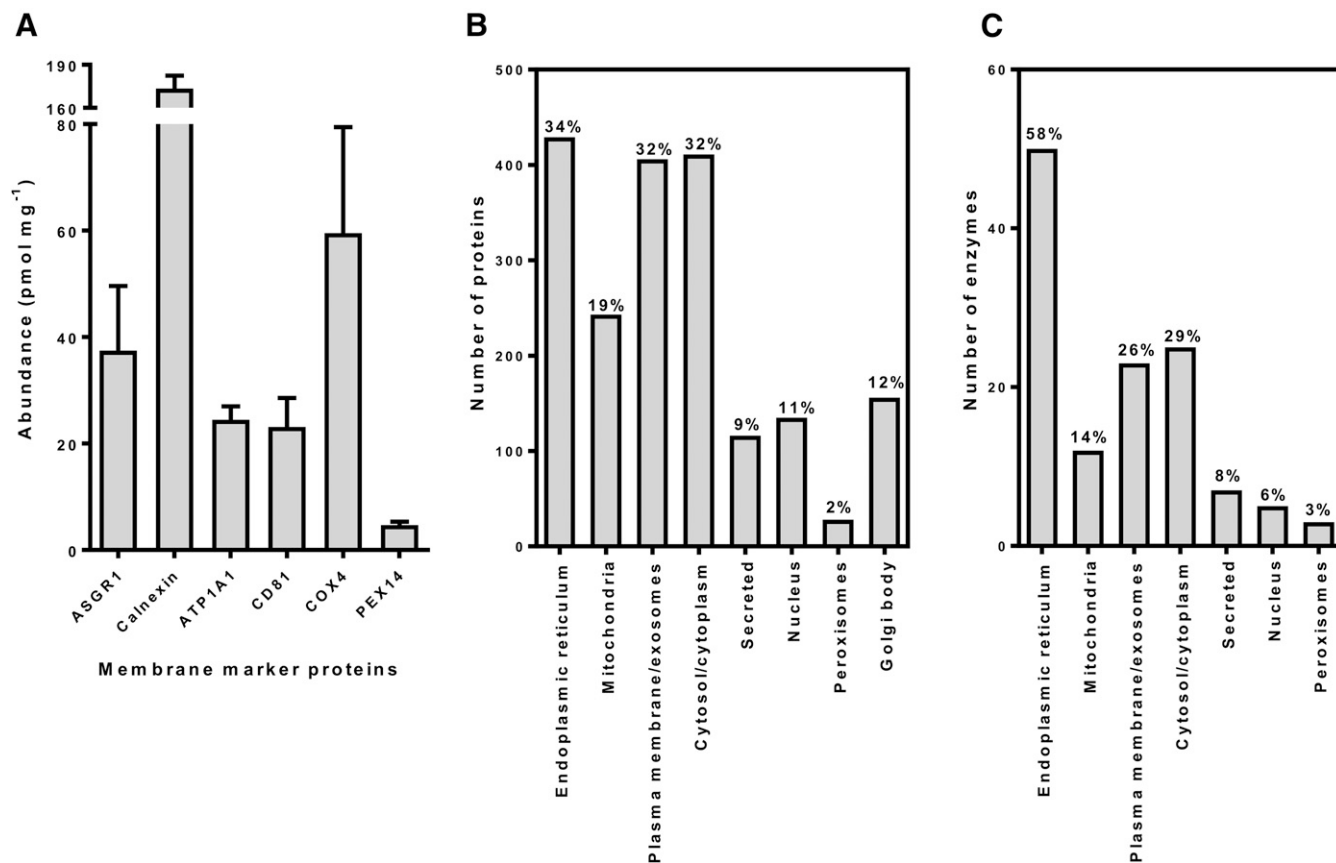 A
Abundance (pmol mg-1)
190
160
80
60
40
20
0
ASGR1
Calnexin
ATP1A1
CD81
COX4
PEX14
Membrane marker proteins
B
Number of proteins
500
400
300
200
100
0
34%
19%
32%
32%
9%
11%
2%
12%
Endoplasmic reticulum
Mitochondria
Plasma membrane/exosomes
Cytosol/cytoplasm
Secreted
Nucleus
Peroxisomes
Golgi body
C
Number of enzymes
60
40
20
0
58%
14%
26%
29%
8%
6%
3%
Endoplasmic reticulum
Mitochondria
Plasma membrane/exosomes
Cytosol/cytoplasm
Secreted
Nucleus
Peroxisomes